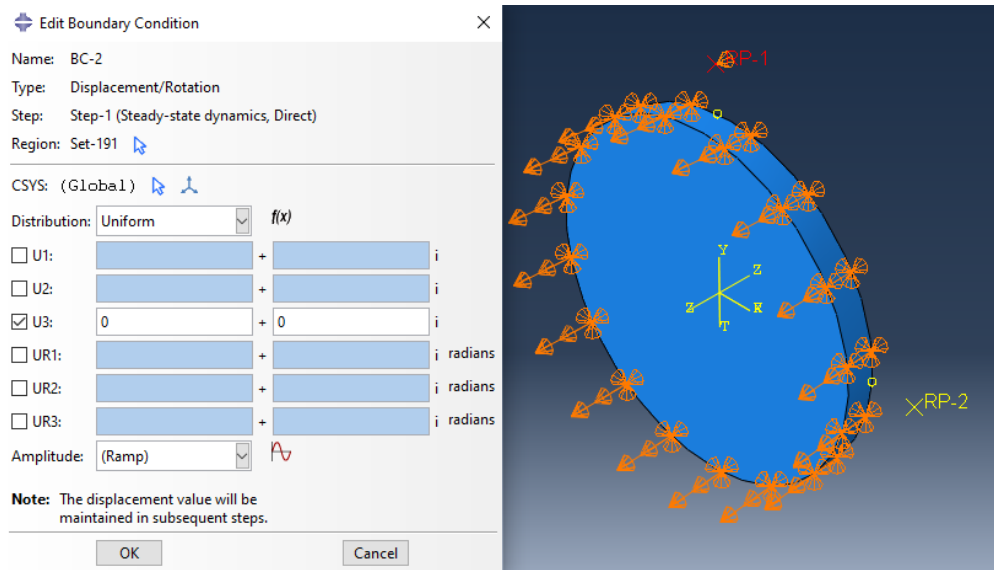 Edit Boundary Condition
Name: BC-2
Type: Displacement/Rotation
Step: Step-1 (Steady-state dynamics, Direct)
Region: Set-191
CSYS: (Global)
Distribution: Uniform f(x)
U1: + i
U2: + i
U3: 0 + 0 i
UR1: + i radians
UR2: + i radians
UR3: + i radians
Amplitude: (Ramp)
Note: The displacement value will be
maintained in subsequent steps.
OK Cancel
RP-1
Y
Z
Z
X
T
RP-2